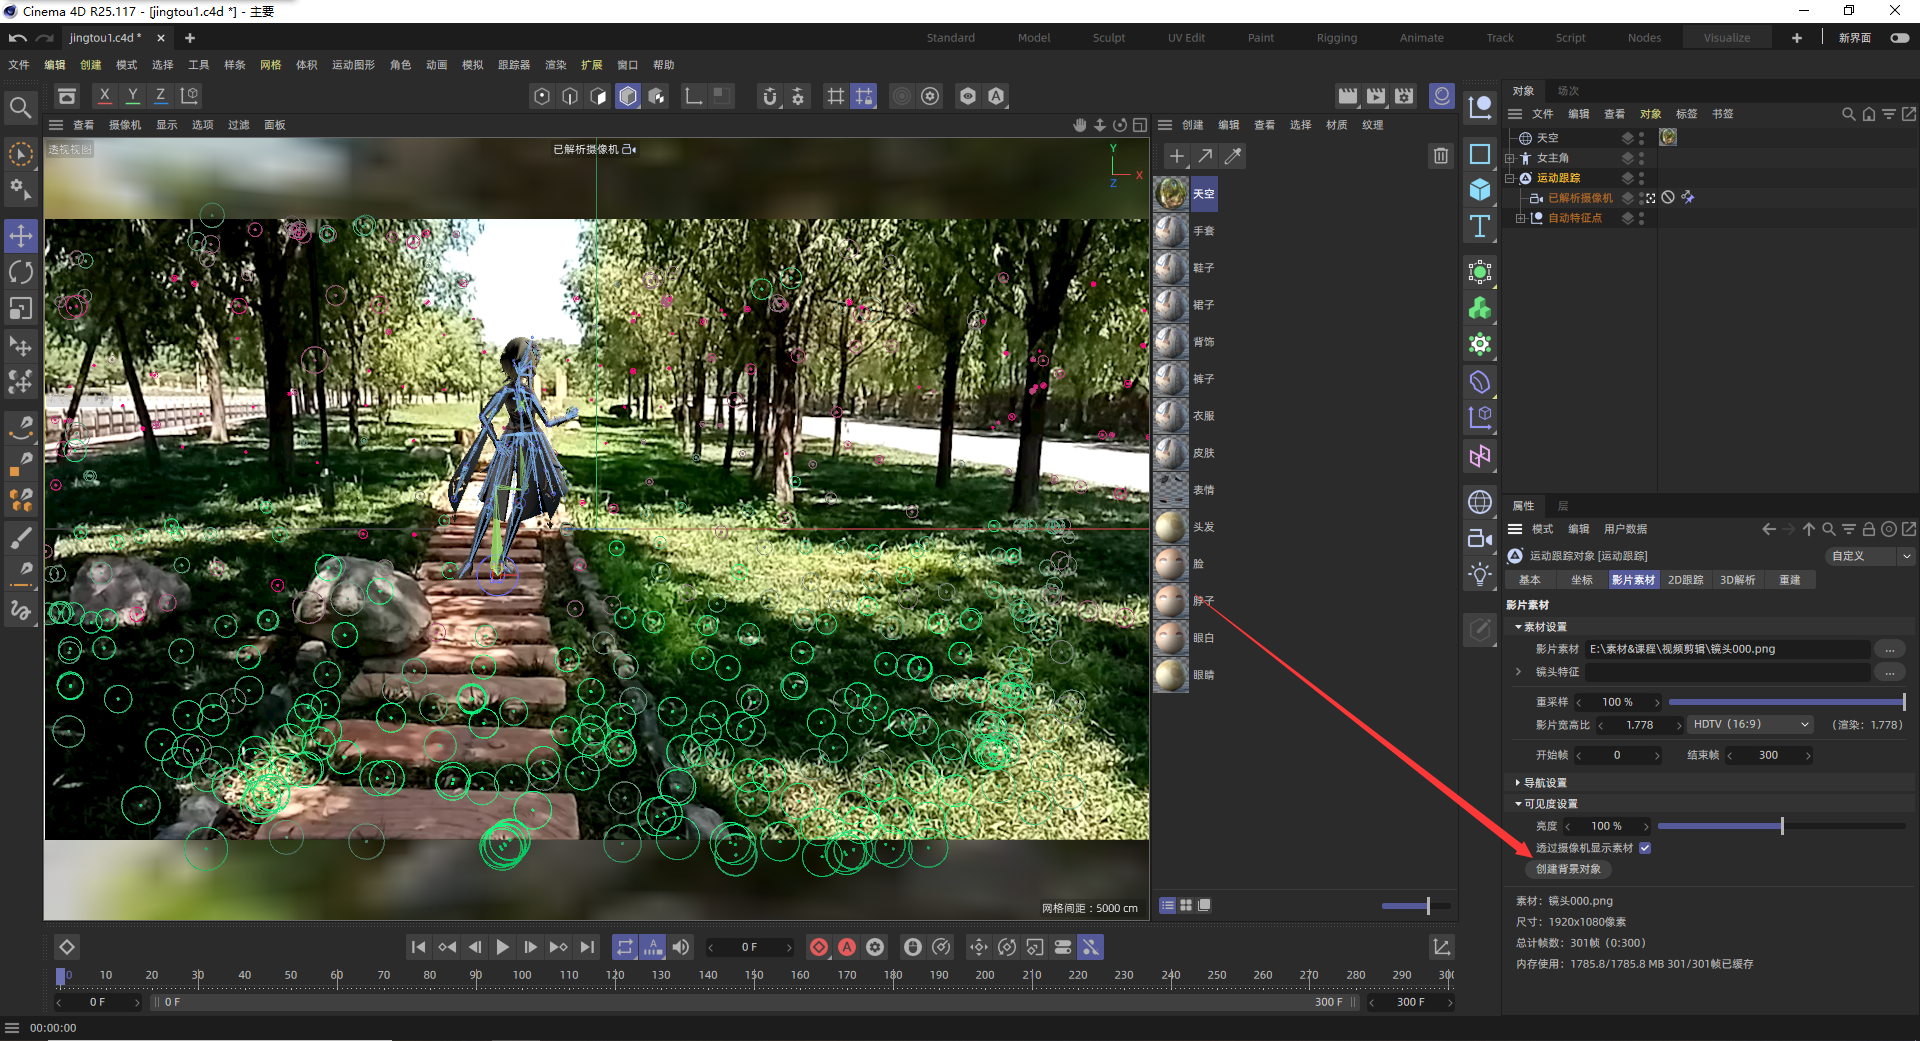 Cinema 4D R25.117 - [jingtou1.c4d *] - 主要
jingtou1.c4d *
Standard Model Sculpt UV Edit Paint Rigging Animate Track Script Nodes Visualize 新界面
文件 编辑 创建 模式 选择 工具 样条 网格 体积 运动图形 角色 动画 模拟 跟踪器 渲染 扩展 窗口 帮助
X Y Z
查看 摄像机 显示 选项 过滤 面板
透视视图
已解析摄像机
Y
X
Z
网格间距：5000 cm
创建 编辑 查看 选择 材质 纹理
天空
手套
鞋子
裙子
背饰
裤子
衣服
皮肤
表情
头发
脸
脖子
眼白
眼睛
对象 场次
文件 编辑 查看 对象 标签 书签
天空
女主角
运动跟踪
已解析摄像机
自动特征点
属性 层
模式 编辑 用户数据
运动跟踪对象 [运动跟踪]
自定义
基本 坐标 影片素材 2D跟踪 3D解析 重建
影片素材
素材设置
影片素材 E:\素材&课程\视频剪辑\镜头000.png ...
镜头特征 ...
重采样 100 %
影片宽高比 1.778 HDTV（16:9） （渲染：1.778）
开始帧 0 结束帧 300
导航设置
可见度设置
亮度 100 %
透过摄像机显示素材
创建背景对象
素材：镜头000.png
尺寸：1920x1080像素
总计帧数：301帧 (0:300)
内存使用：1785.8/1785.8 MB 301/301帧已缓存
0 F
0 10 20 30 40 50 60 70 80 90 100 110 120 130 140 150 160 170 180 190 200 210 220 230 240 250 260 270 280 290 300
0 F 0 F 300 F 300 F
00:00:00